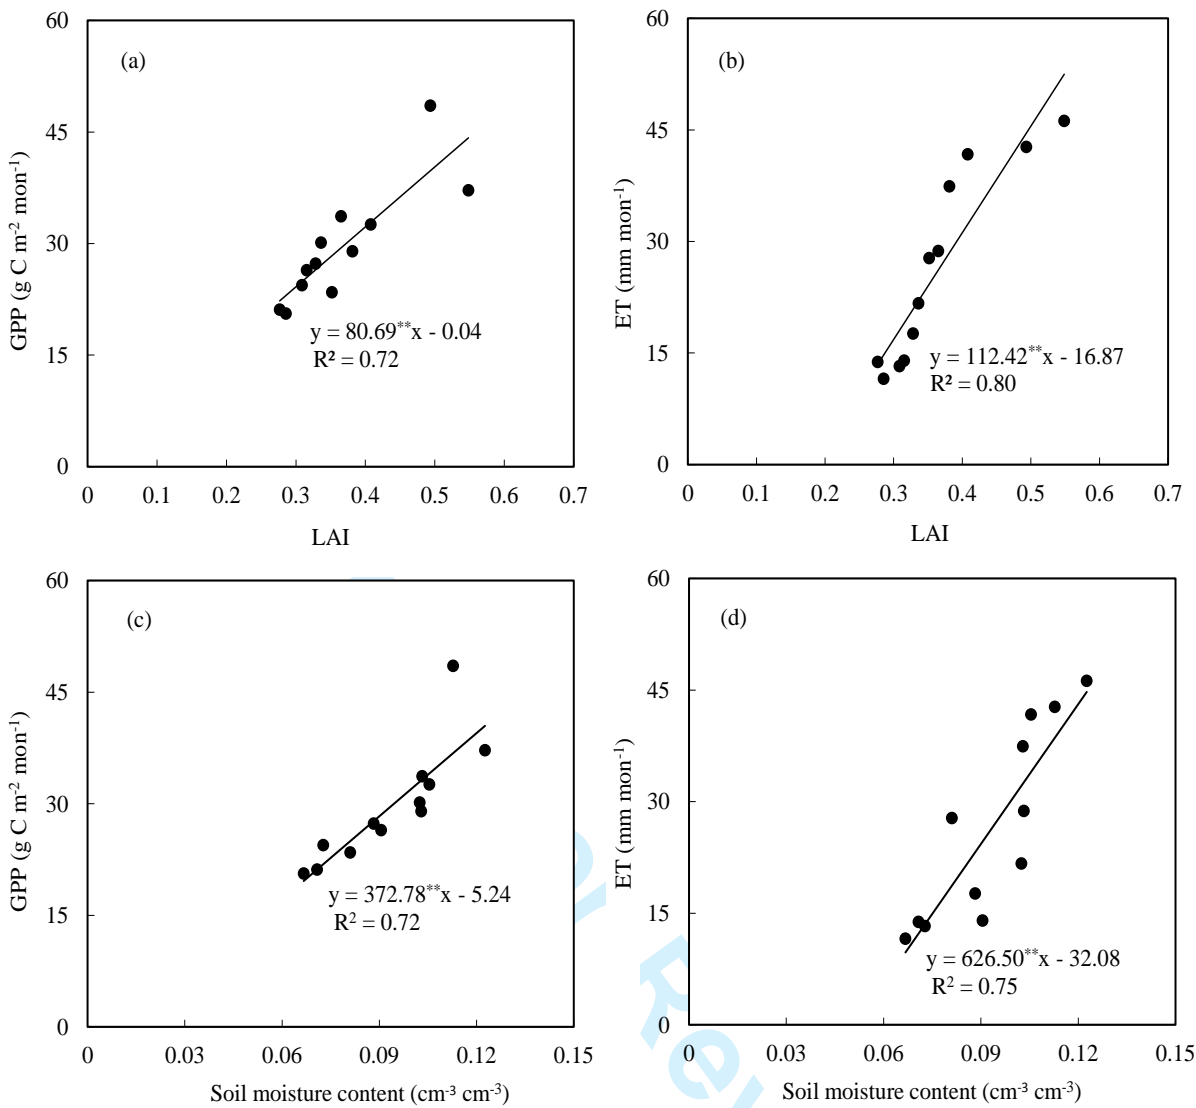 (a)
GPP (g C m⁻² mon⁻¹)
60
45
30
15
0
y = 80.69**x - 0.04
R² = 0.72
0 0.1 0.2 0.3 0.4 0.5 0.6 0.7
LAI
(b)
ET (mm mon⁻¹)
60
45
30
15
0
y = 112.42**x - 16.87
R² = 0.80
0 0.1 0.2 0.3 0.4 0.5 0.6 0.7
LAI
(c)
GPP (g C m⁻² mon⁻¹)
60
45
30
15
0
y = 372.78**x - 5.24
R² = 0.72
0 0.03 0.06 0.09 0.12 0.15
Soil moisture content (cm⁻³ cm⁻³)
(d)
ET (mm mon⁻¹)
60
45
30
15
0
y = 626.50**x - 32.08
R² = 0.75
0 0.03 0.06 0.09 0.12 0.15
Soil moisture content (cm⁻³ cm⁻³)